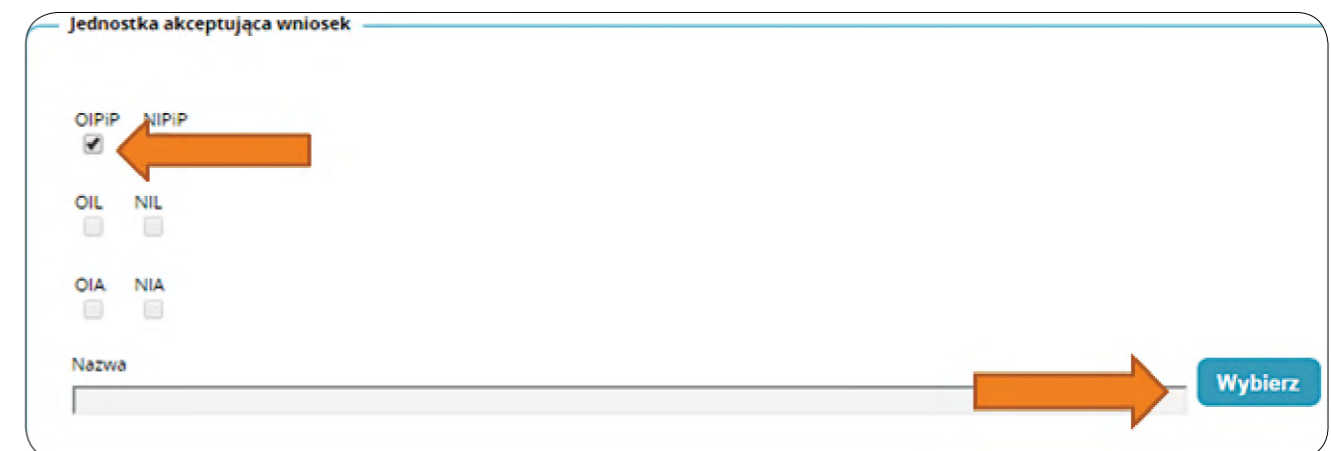 Jednostka akceptująca wniosek
OIPiP NIPiP
OIL NIL
OIA NIA
Nazwa
Wybierz